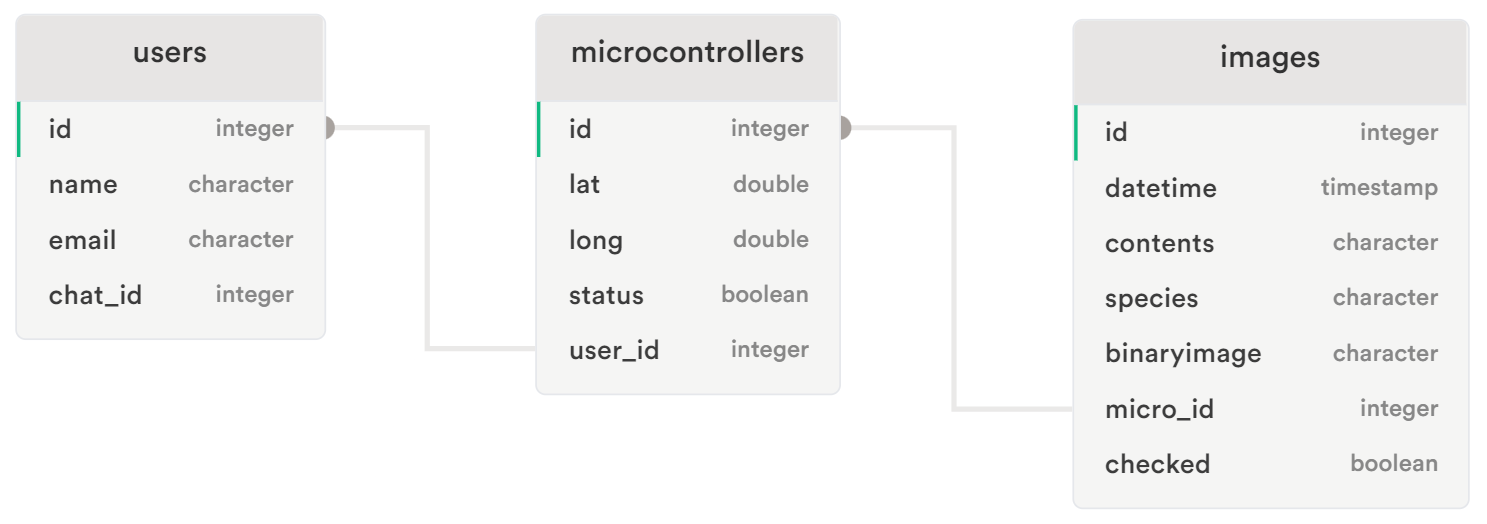 users
id integer
name character
email character
chat_id integer
microcontrollers
id integer
lat double
long double
status boolean
user_id integer
images
id integer
datetime timestamp
contents character
species character
binaryimage character
micro_id integer
checked boolean